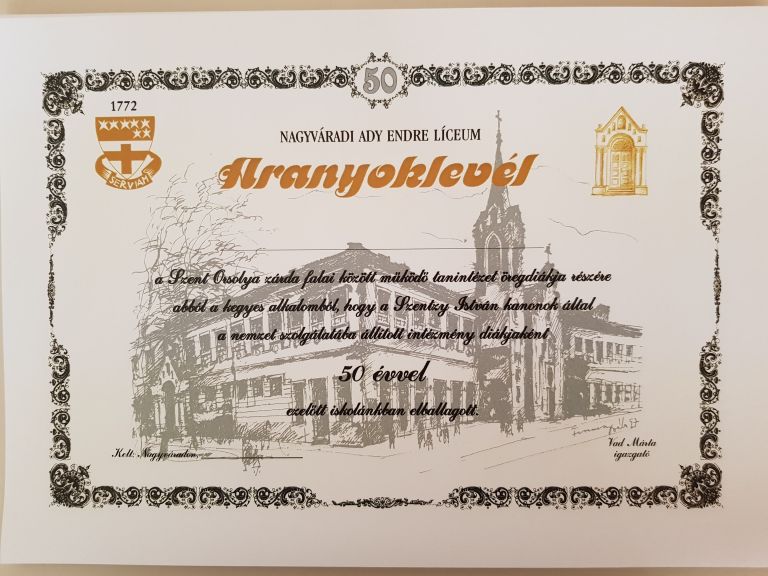 50
1772
SERVIAM
NAGYVÁRADI ADY ENDRE LÍCEUM
Aranyoklevél
a Szent Orsolya zárda falai között működő tanintézet öregdiákja részére
abból a kegyes alkalomból, hogy a Szentzy István kanonok által
a nemzet szolgálatába állított intézmény diákjaként
50 évvel
ezelőtt iskolánkban elballagott.
Kelt: Nagyváradon,
Vad Márta
igazgató